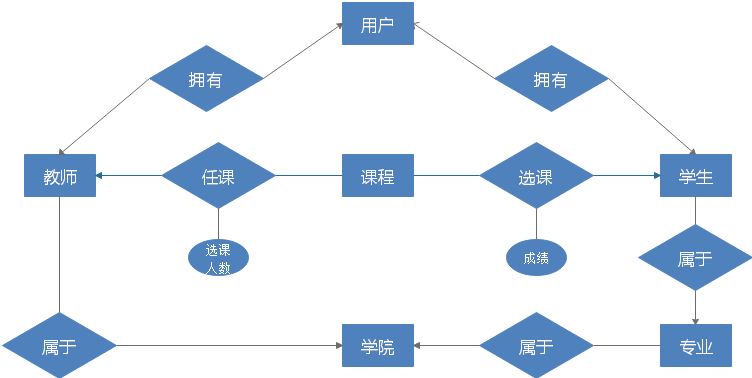 用户
拥有
拥有
教师
任课
课程
选课
学生
选课
人数
成绩
属于
属于
学院
属于
专业